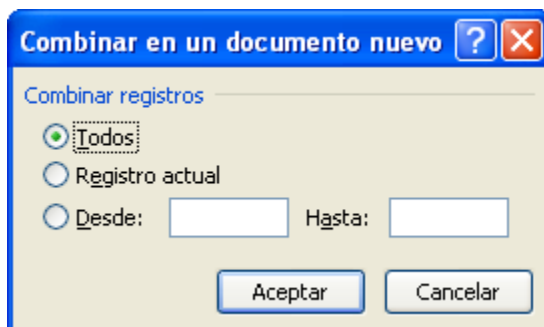 Combinar en un documento nuevo ?
Combinar registros
Todos
Registro actual
Desde: Hasta:
Aceptar Cancelar